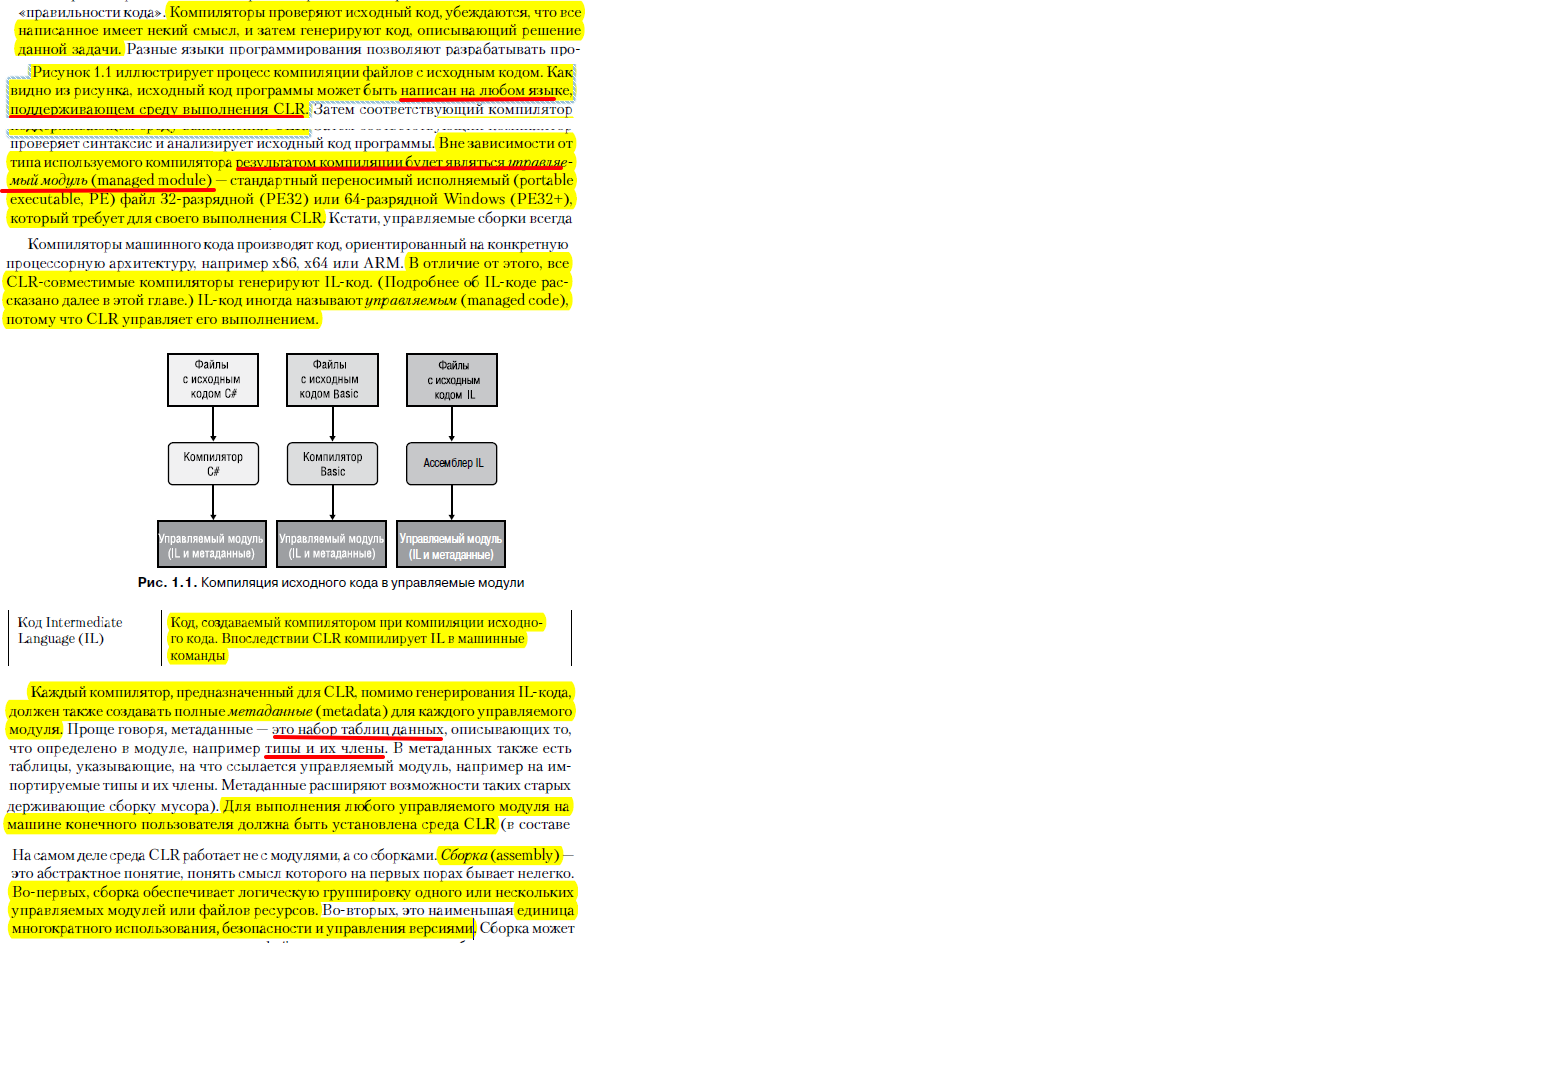 «правильности кода». Компиляторы проверяют исходный код, убеждаются, что все
написанное имеет некий смысл, и затем генерируют код, описывающий решение
данной задачи. Разные языки программирования позволяют разрабатывать про-
Рисунок 1.1 иллюстрирует процесс компиляции файлов с исходным кодом. Как
видно из рисунка, исходный код программы может быть написан на любом языке,
поддерживающем среду выполнения CLR. Затем соответствующий компилятор
проверяет синтаксис и анализирует исходный код программы. Вне зависимости от
типа используемого компилятора результатом компиляции будет являться управляе-
мый модуль (managed module) — стандартный переносимый исполняемый (portable
executable, PE) файл 32-разрядной (PE32) или 64-разрядной Windows (PE32+),
который требует для своего выполнения CLR. Кстати, управляемые сборки всегда
Компиляторы машинного кода производят код, ориентированный на конкретную
процессорную архитектуру, например x86, x64 или ARM. В отличие от этого, все
CLR-совместимые компиляторы генерируют IL-код. (Подробнее об IL-коде рас-
сказано далее в этой главе.) IL-код иногда называют управляемым (managed code),
потому что CLR управляет его выполнением.
Файлы
с исходным
кодом C#
Файлы
с исходным
кодом Basic
Файлы
с исходным
кодом IL
Компилятор
C#
Компилятор
Basic
Ассемблер IL
Управляемый модуль
(IL и метаданные)
Управляемый модуль
(IL и метаданные)
Управляемый модуль
(IL и метаданные)
Рис. 1.1. Компиляция исходного кода в управляемые модули
Код Intermediate
Language (IL)
Код, создаваемый компилятором при компиляции исходно-
го кода. Впоследствии CLR компилирует IL в машинные
команды
Каждый компилятор, предназначенный для CLR, помимо генерирования IL-кода,
должен также создавать полные метаданные (metadata) для каждого управляемого
модуля. Проще говоря, метаданные — это набор таблиц данных, описывающих то,
что определено в модуле, например типы и их члены. В метаданных также есть
таблицы, указывающие, на что ссылается управляемый модуль, например на им-
портируемые типы и их члены. Метаданные расширяют возможности таких старых
держивающие сборку мусора). Для выполнения любого управляемого модуля на
машине конечного пользователя должна быть установлена среда CLR (в составе
На самом деле среда CLR работает не с модулями, а со сборками. Сборка (assembly) —
это абстрактное понятие, понять смысл которого на первых порах бывает нелегко.
Во-первых, сборка обеспечивает логическую группировку одного или нескольких
управляемых модулей или файлов ресурсов. Во-вторых, это наименьшая единица
многократного использования, безопасности и управления версиями. Сборка может